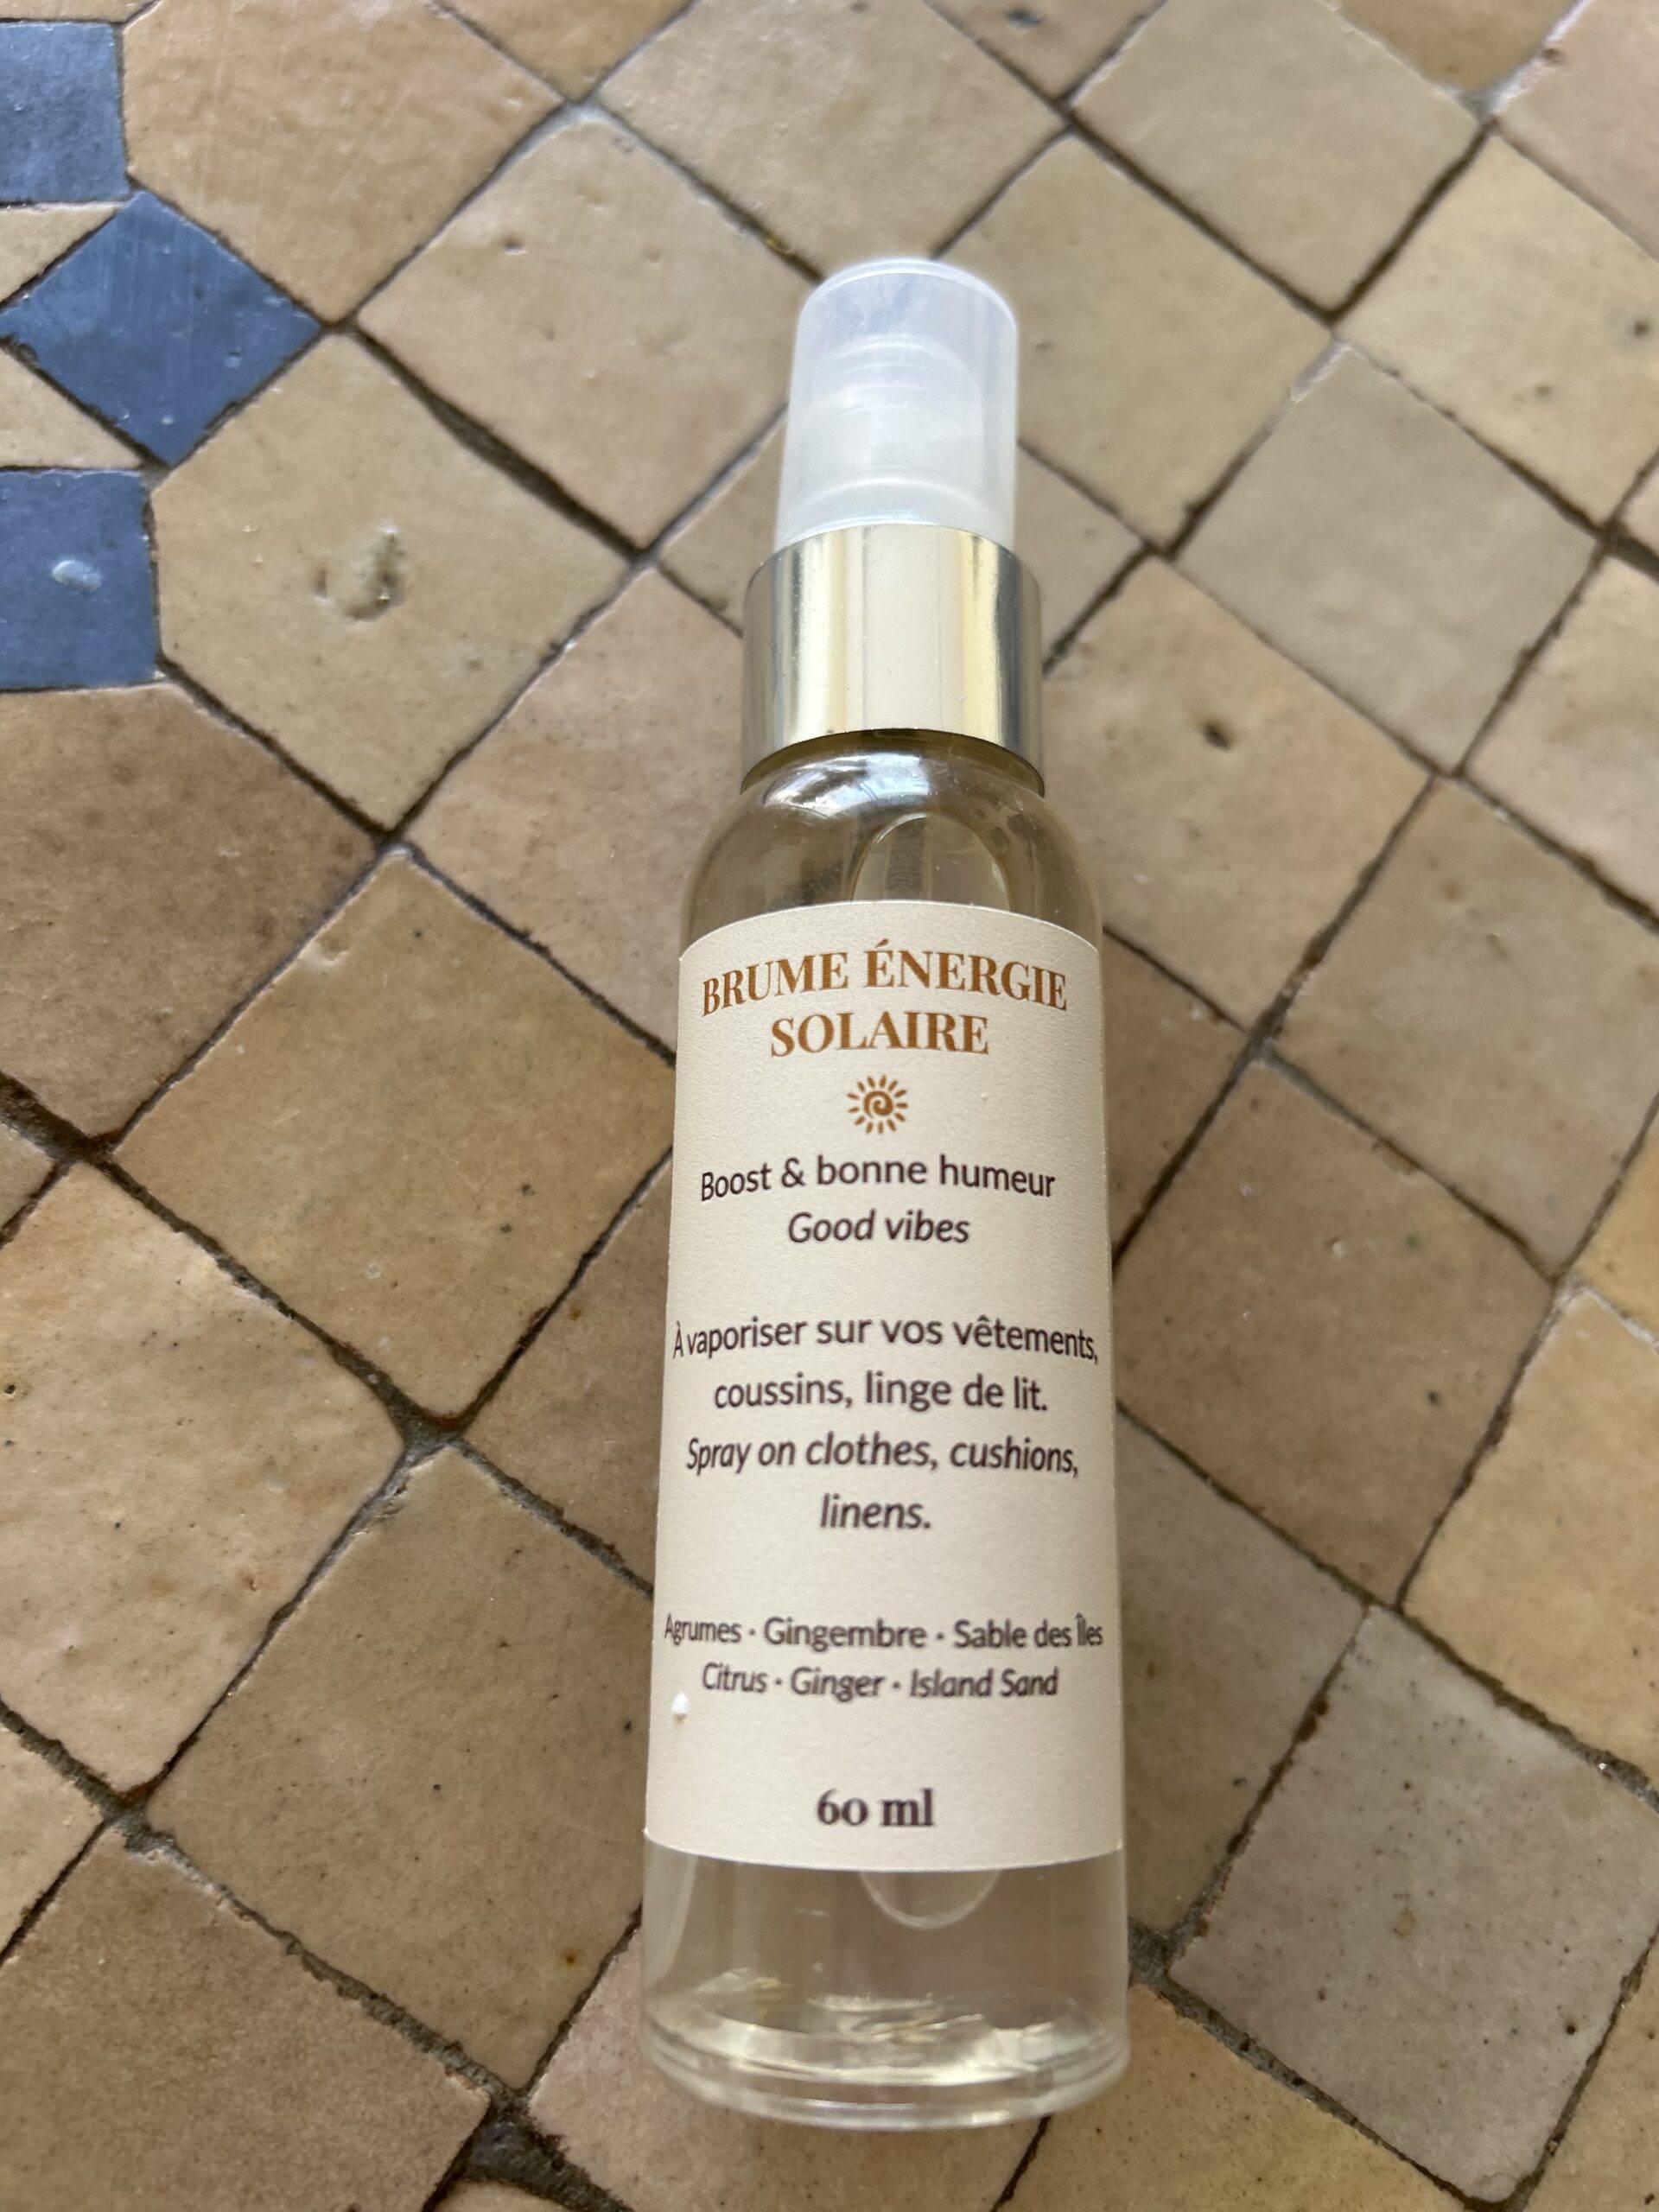 BRUME ÉNERGIE
SOLAIRE
Boost & bonne humeur
Good vibes
À vaporiser sur vos vêtements,
coussins, linge de lit.
Spray on clothes, cushions,
linens.
Agrumes · Gingembre · Sable des Îles
Citrus · Ginger · Island Sand
60 ml